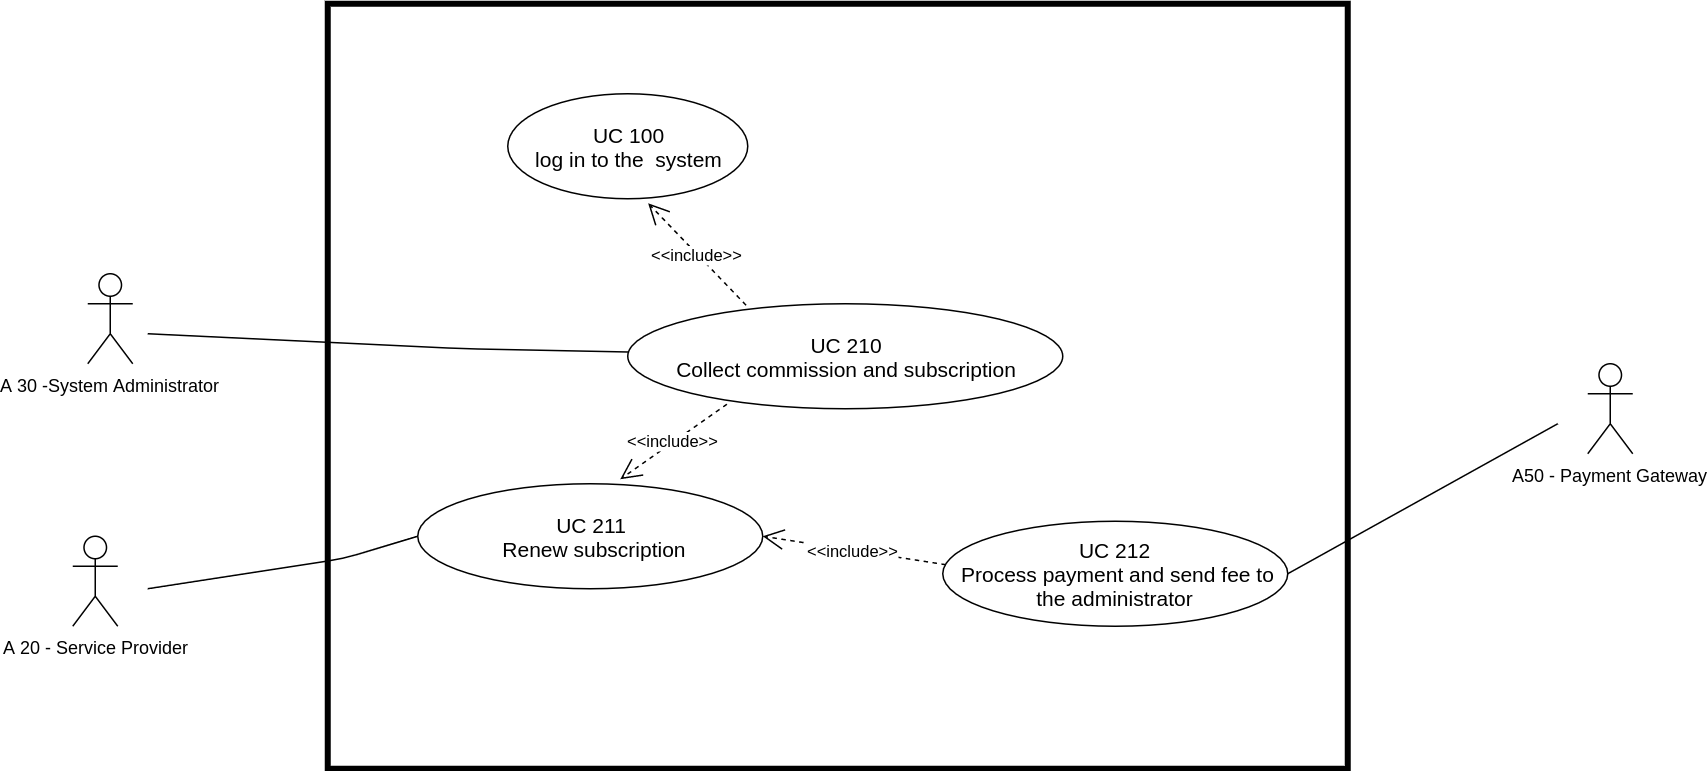 UC 100
log in to the  system
<<include>>
A 30 -System Administrator
UC 210
Collect commission and subscription
<<include>>
A50 - Payment Gateway
UC 211
Renew subscription
<<include>>
UC 212
Process payment and send fee to
the administrator
A 20 - Service Provider